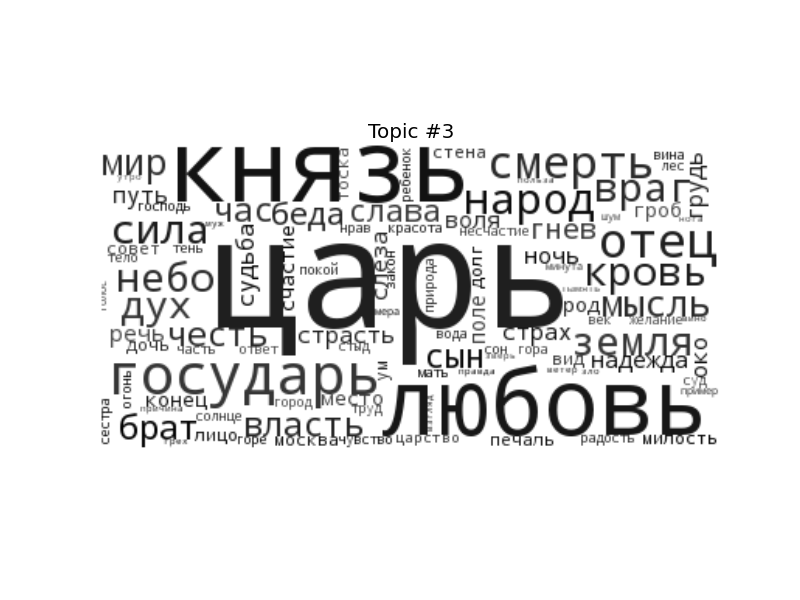 Topic #3
мир
князь
тоска
ребенок
стена
смерть
вина
лес
грудь
утро
путь
господь
час
беда
слава
воля
народ
польза
враг
гроб
сила
муж
нрав
красота
несчастие
гнев
шум
совет
тень
тело
судьба
счастие
царь
слеза
закон
ночь
отец
небо
покой
природа
долг
минута
кровь
дух
мера
поле
род
мысль
речь
честь
страсть
вода
страх
век
желание
дочь
часть
ответ
стыд
сын
сон
гора
вид
земля
надежда
око
государь
ум
мать
правда
ветер
зло
суд
пример
огонь
конец
причина
город
место
любовь
сестра
брат
солнце
труд
взгляд
лицо
власть
грех
горе
москва
чувство
царство
печаль
радость
милость